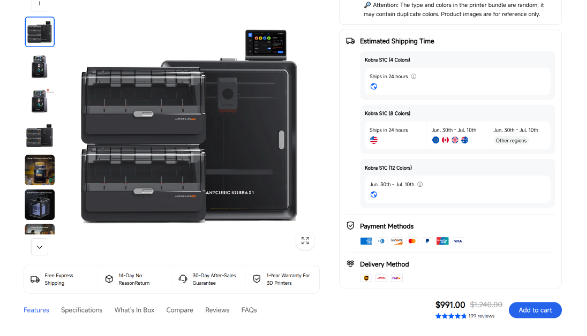 🔎 Attention: The type and colors in the printer bundle are random, it
may contain duplicate colors. Product images are for reference only.
Estimated Shipping Time
Kobra S1C (4 Colors)
Ships in 24 hours
Kobra S1C (8 Colors)
Ships in 24 hours
Jun. 30th - Jul. 10th
Jun. 30th - Jul. 10th
Other regions
Kobra S1C (12 Colors)
Jun. 30th - Jul. 10th
Payment Methods
VISA
Delivery Method
ANYCUBIC KOBRA S1
Free Express
Shipping
14-Day No
ReasonReturn
30-Day After-Sales
Guarantee
1-Year Warranty For
3D Printers
Features
Specifications
What's In Box
Compare
Reviews
FAQs
$991.00
$1,240.00
199 reviews
Add to cart